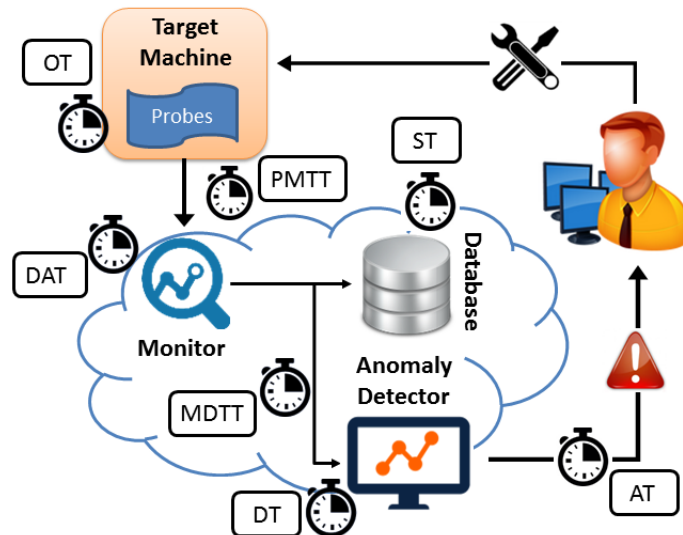 Target
Machine
OT
Probes
ST
PMTT
DAT
Database
Monitor
Anomaly
Detector
MDTT
DT
AT